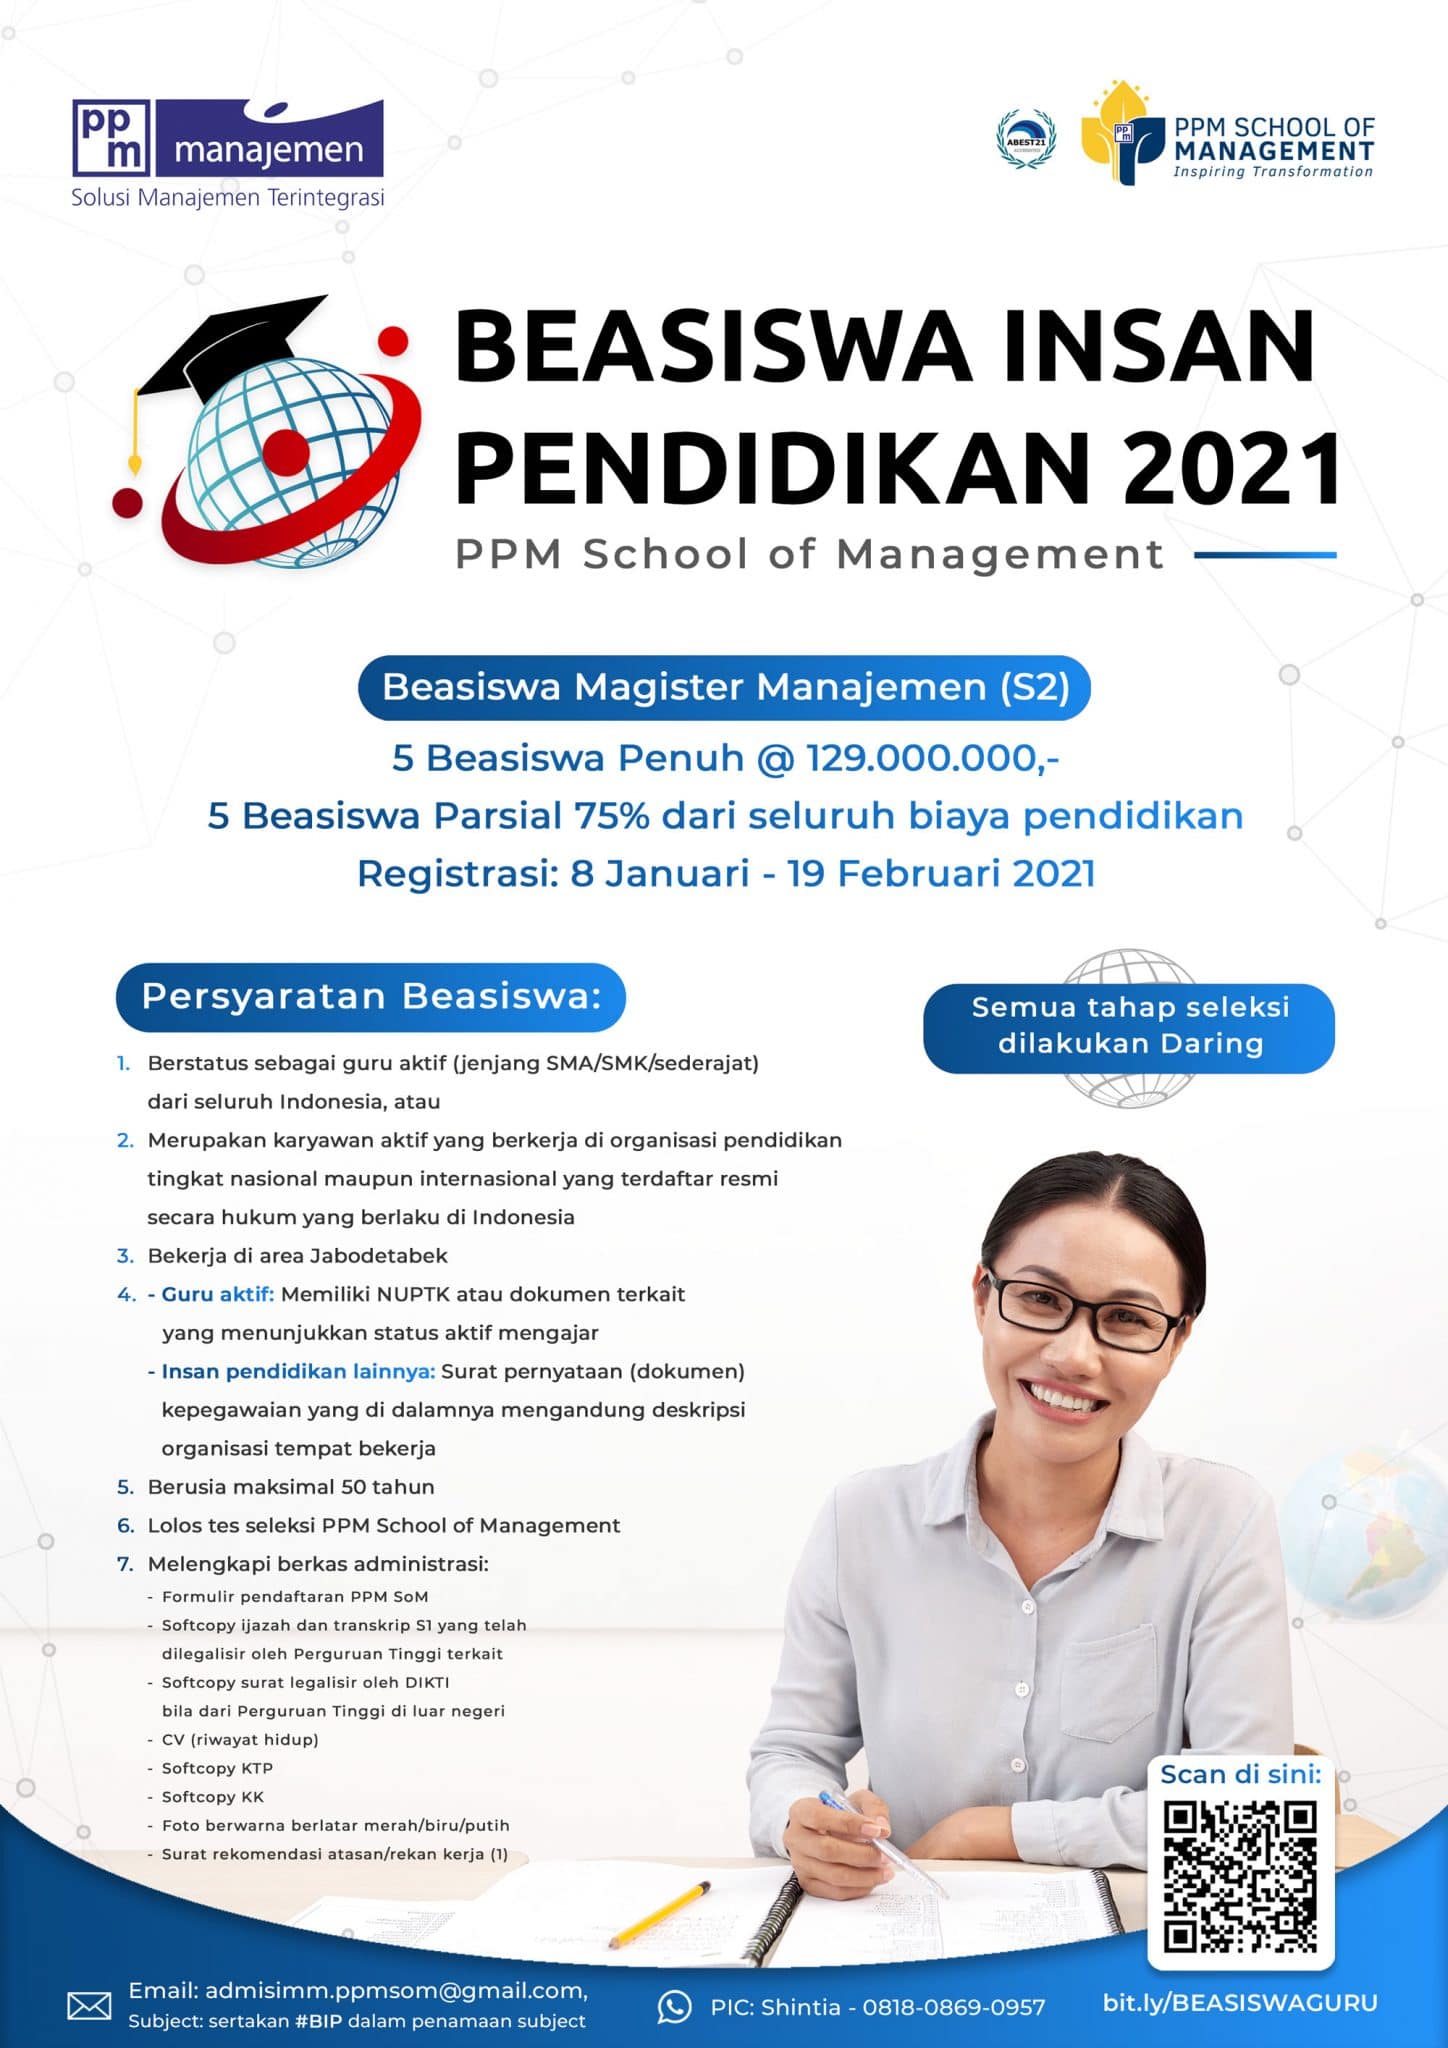 ppm manajemen
Solusi Manajemen Terintegrasi
ABEST21
ACCREDITED
PPM SCHOOL OF
MANAGEMENT
Inspiring Transformation
BEASISWA INSAN
PENDIDIKAN 2021
PPM School of Management
Beasiswa Magister Manajemen (S2)
5 Beasiswa Penuh @ 129.000.000,-
5 Beasiswa Parsial 75% dari seluruh biaya pendidikan
Registrasi: 8 Januari - 19 Februari 2021
Persyaratan Beasiswa:
1. Berstatus sebagai guru aktif (jenjang SMA/SMK/sederajat)
dari seluruh Indonesia, atau
2. Merupakan karyawan aktif yang berkerja di organisasi pendidikan
tingkat nasional maupun internasional yang terdaftar resmi
secara hukum yang berlaku di Indonesia
3. Bekerja di area Jabodetabek
4. - Guru aktif: Memiliki NUPTK atau dokumen terkait
yang menunjukkan status aktif mengajar
- Insan pendidikan lainnya: Surat pernyataan (dokumen)
kepegawaian yang di dalamnya mengandung deskripsi
organisasi tempat bekerja
5. Berusia maksimal 50 tahun
6. Lolos tes seleksi PPM School of Management
7. Melengkapi berkas administrasi:
- Formulir pendaftaran PPM SoM
- Softcopy ijazah dan transkrip S1 yang telah
dilegalisir oleh Perguruan Tinggi terkait
- Softcopy surat legalisir oleh DIKTI
bila dari Perguruan Tinggi di luar negeri
- CV (riwayat hidup)
- Softcopy KTP
- Softcopy KK
- Foto berwarna berlatar merah/biru/putih
- Surat rekomendasi atasan/rekan kerja (1)
Semua tahap seleksi
dilakukan Daring
Scan di sini:
Email: admisimm.ppmsom@gmail.com,
Subject: sertakan #BIP dalam penamaan subject
PIC: Shintia - 0818-0869-0957
bit.ly/BEASISWAGURU